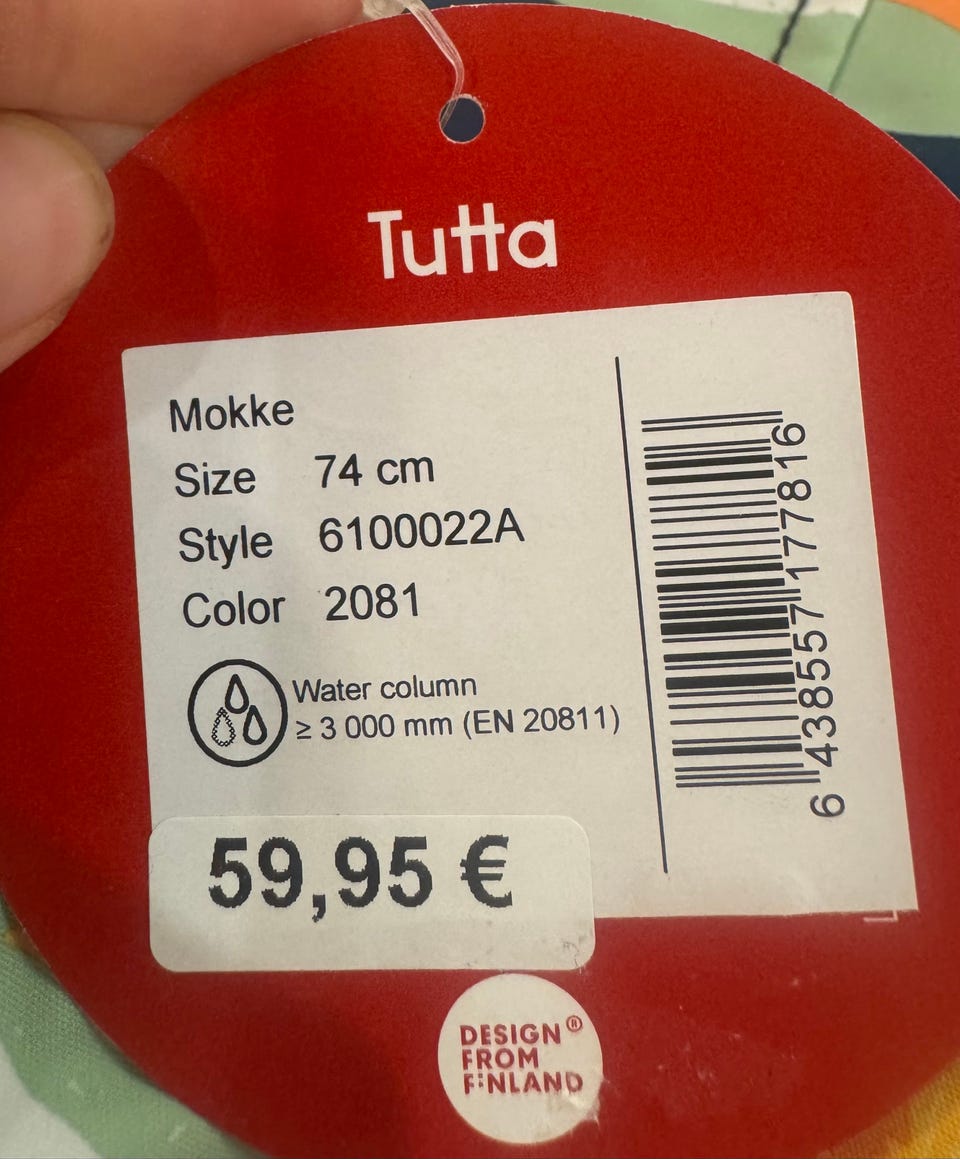 Tutta
Mokke
Size 74 cm
Style 6100022A
Color 2081
Water column
≥ 3 000 mm (EN 20811)
6 438557 177816
59,95 €
DESIGN®
FROM
FINLAND